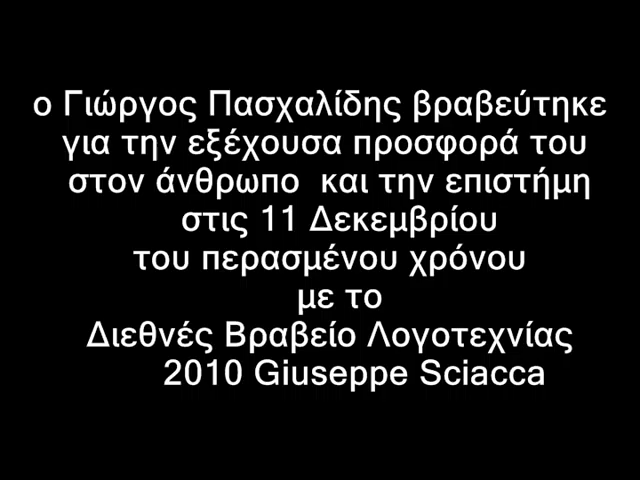 ο Γιώργος Πασχαλίδης βραβεύτηκε
για την εξέχουσα προσφορά του
στον άνθρωπο και την επιστήμη
στις 11 Δεκεμβρίου
του περασμένου χρόνου
με το
Διεθνές Βραβείο Λογοτεχνίας
2010 Giuseppe Sciacca